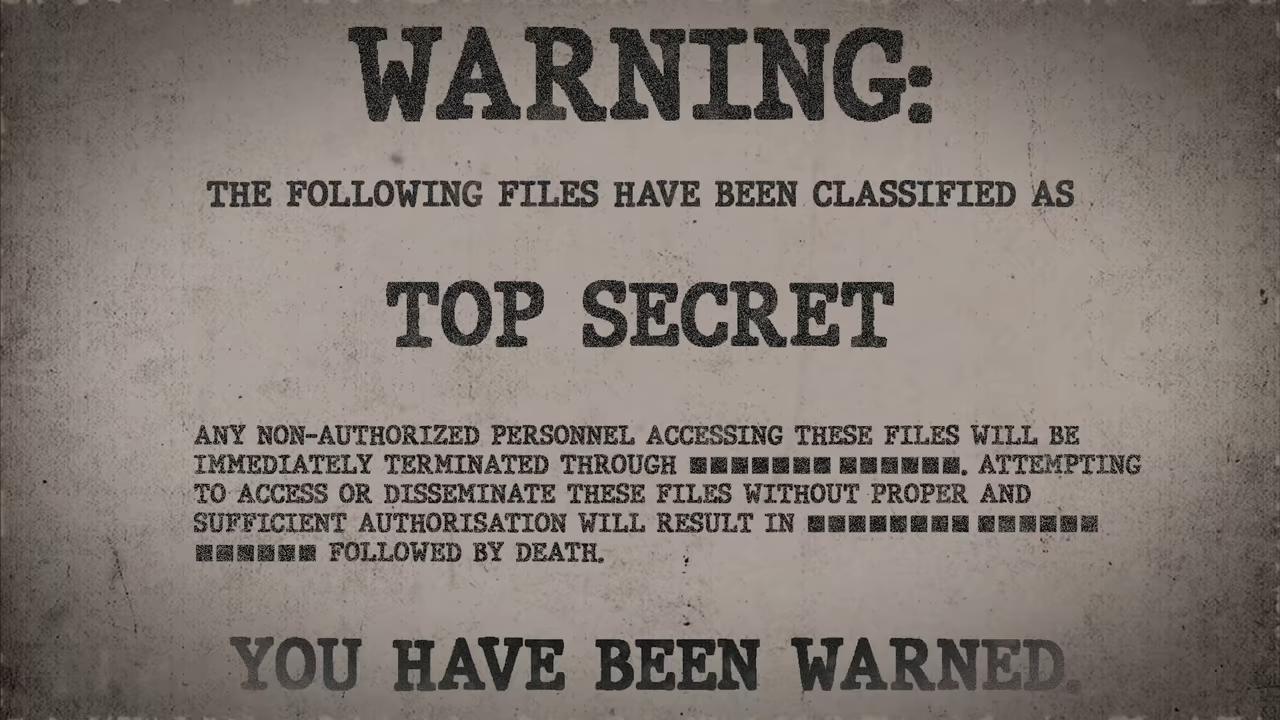 WARNING:
THE FOLLOWING FILES HAVE BEEN CLASSIFIED AS
TOP SECRET
ANY NON-AUTHORIZED PERSONNEL ACCESSING THESE FILES WILL BE
IMMEDIATELY TERMINATED THROUGH ■■■■■■■ ■■■■■■. ATTEMPTING
TO ACCESS OR DISSEMINATE THESE FILES WITHOUT PROPER AND
SUFFICIENT AUTHORISATION WILL RESULT IN ■■■■■■■■ ■■■■■■
■■■■■■ FOLLOWED BY DEATH.
YOU HAVE BEEN WARNED.